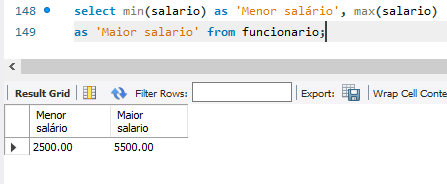 148 select min(salario) as 'Menor salário', max(salario)
149 as 'Maior salario' from funcionario;
Result Grid Filter Rows: Export: Wrap Cell Conte
Menor salário Maior salario
2500.00 5500.00